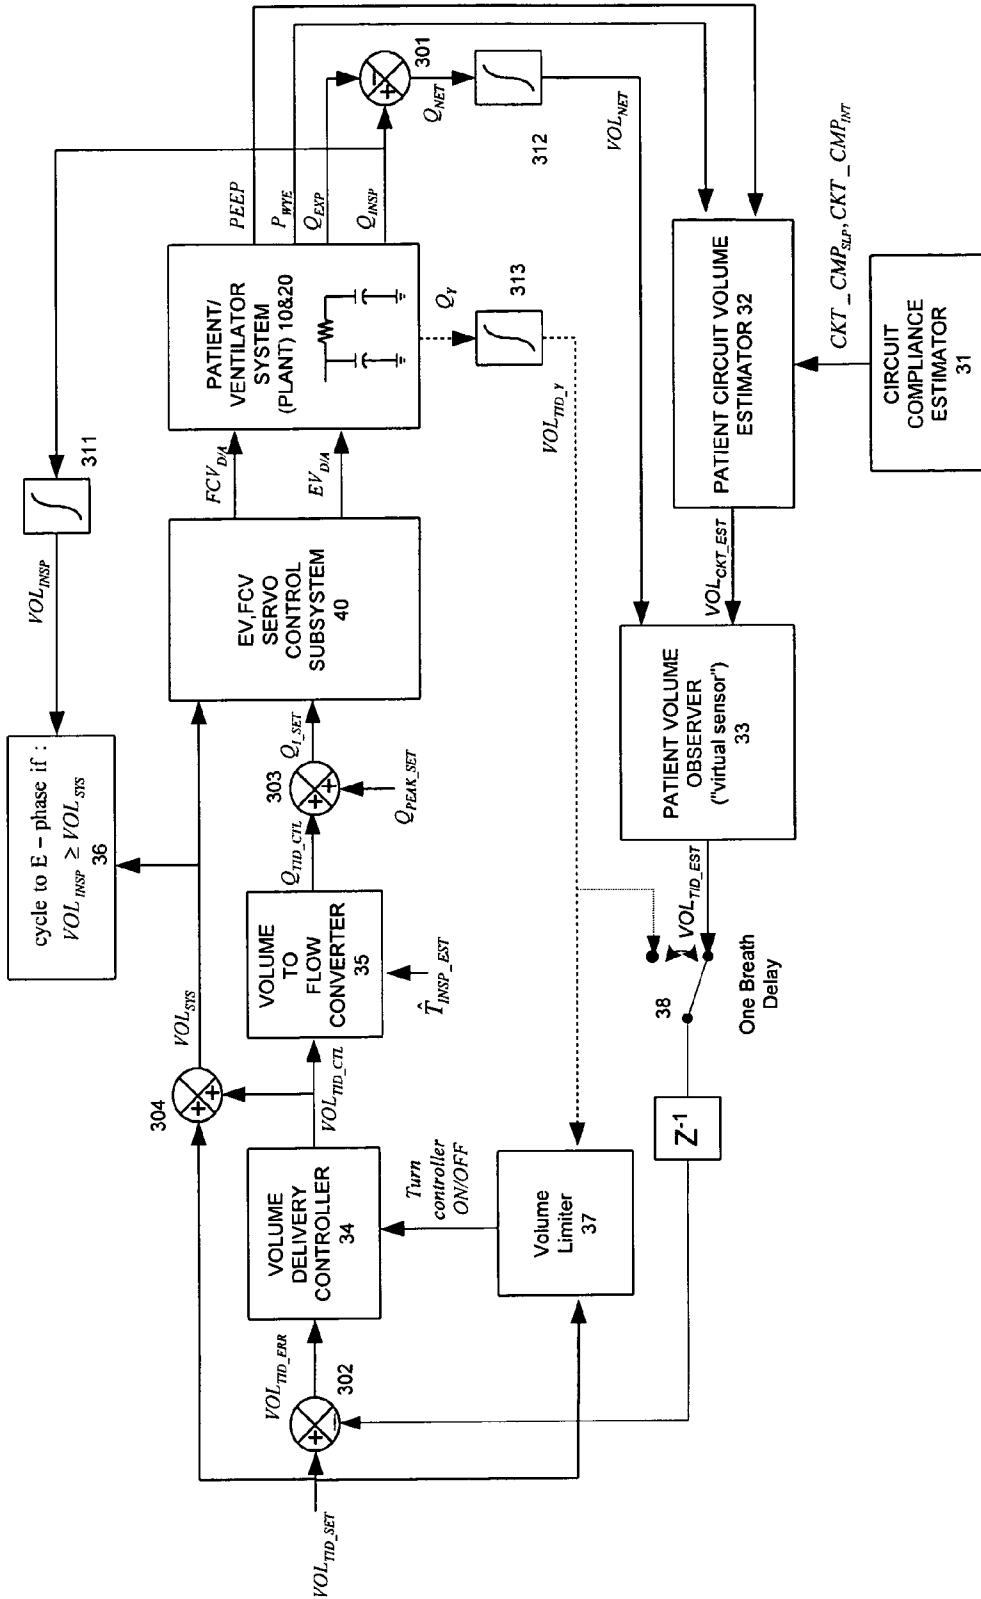 VOL_TID_SET
302
VOL_TID_ERR
VOLUME
DELIVERY
CONTROLLER
34
Turn
controller
ON/OFF
Volume
Limiter
37
304
VOL_SYS
VOL_TID_CTL
VOLUME
TO
FLOW
CONVERTER
35
T̂_INSP_EST
Q_TID_CTL
303
Q_I_SET
Q_PEAK_SET
cycle to E – phase if :
VOL_INSP ≥ VOL_SYS
36
VOL_INSP
311
EV,FCV
SERVO
CONTROL
SUBSYSTEM
40
FCV_D/A
EV_D/A
PATIENT/
VENTILATOR
SYSTEM
(PLANT) 10&20
PEEP
P_WYE
Q_EXP
Q_INSP
301
Q_NET
312
VOL_NET
Q_Y
313
VOL_TID_Y
PATIENT CIRCUIT VOLUME
ESTIMATOR 32
CKT_CMP_SLP, CKT_CMP_INT
CIRCUIT
COMPLIANCE
ESTIMATOR
31
VOL_CKT_EST
PATIENT VOLUME
OBSERVER
("virtual sensor")
33
VOL_TID_EST
38
One Breath
Delay
Z-1